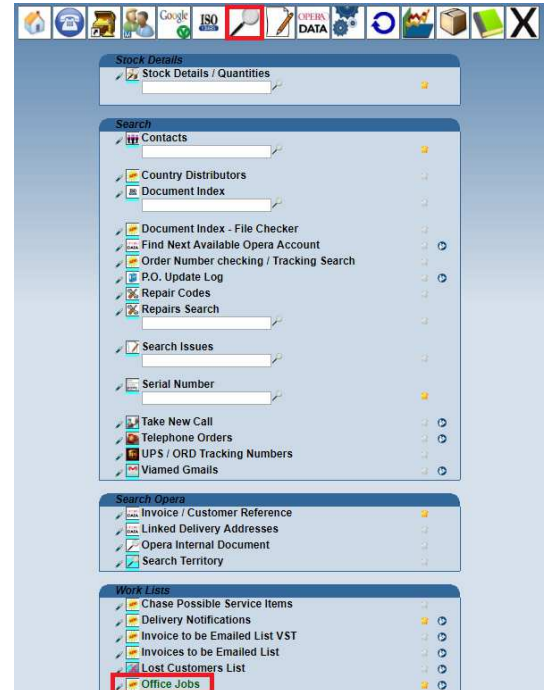 Google
ISO
OPERA
DATA
X
Stock Details
Stock Details / Quantities
Search
Contacts
Country Distributors
Document Index
Document Index - File Checker
Find Next Available Opera Account
Order Number checking / Tracking Search
P.O. Update Log
Repair Codes
Repairs Search
Search Issues
Serial Number
Take New Call
Telephone Orders
UPS / ORD Tracking Numbers
Viamed Gmails
Search Opera
Invoice / Customer Reference
Linked Delivery Addresses
Opera Internal Document
Search Territory
Work Lists
Chase Possible Service Items
Delivery Notifications
Invoice to be Emailed List VST
Invoices to be Emailed List
Lost Customers List
Office Jobs